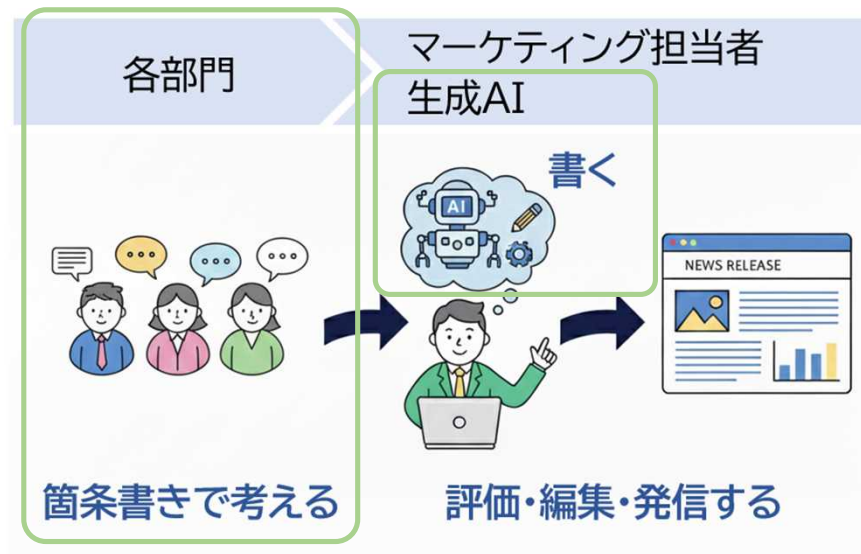 各部門
マーケティング担当者
生成AI
書く
AI
NEWS RELEASE
箇条書きで考える
評価・編集・発信する